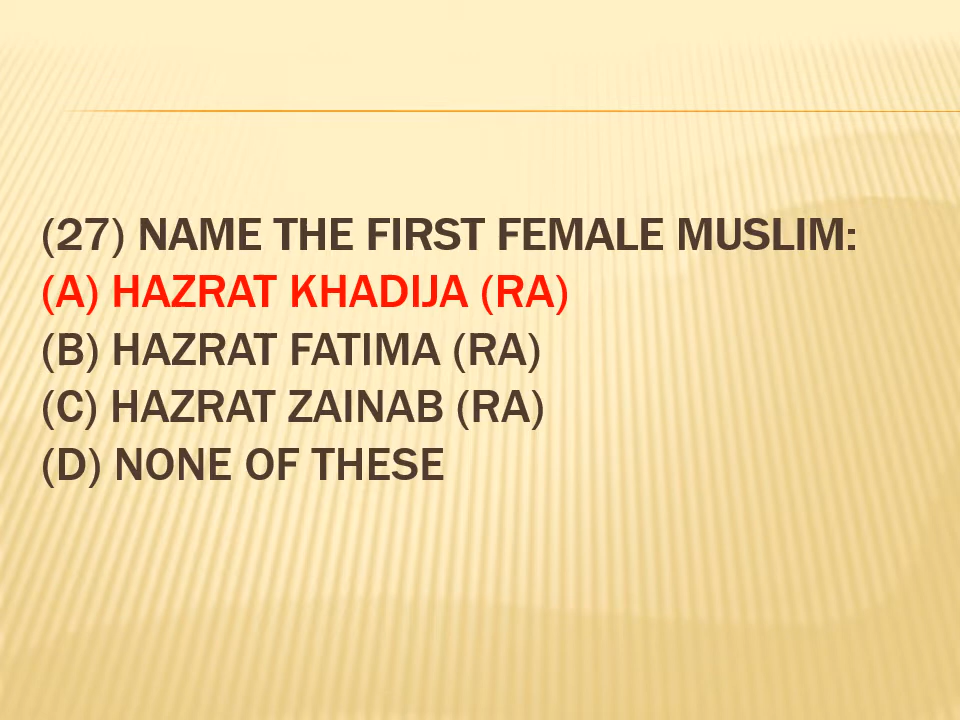 (27) NAME THE FIRST FEMALE MUSLIM:
(A) HAZRAT KHADIJA (RA)
(B) HAZRAT FATIMA (RA)
(C) HAZRAT ZAINAB (RA)
(D) NONE OF THESE